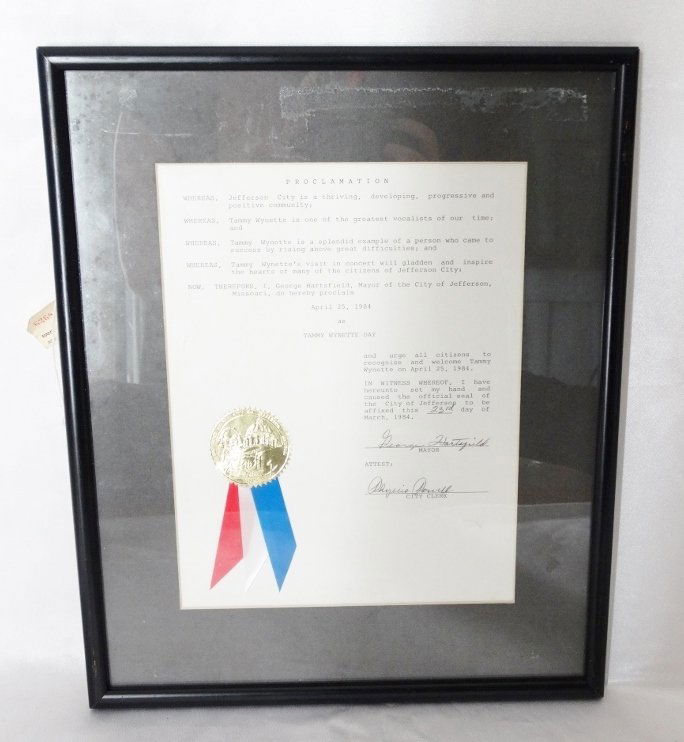 PROCLAMATION
WHEREAS, Jefferson City is a thriving, developing, progressive and
positive community;
WHEREAS, Tammy Wynette is one of the greatest vocalists of our time;
and
WHEREAS, Tammy Wynette is a splendid example of a person who came to
success by rising above great difficulties; and
WHEREAS, Tammy Wynette's visit in concert will gladden and inspire
the hearts of many of the citizens of Jefferson City;
NOW, THEREFORE, I, George Hartsfield, Mayor of the City of Jefferson,
Missouri, do hereby proclaim
April 25, 1984
as
TAMMY WYNETTE DAY
and urge all citizens to
recognize and welcome Tammy
Wynette on April 25, 1984.
IN WITNESS WHEREOF, I have
hereunto set my hand and
caused the official seal of
the City of Jefferson to be
affixed this 23rd day of
March, 1984.
George Hartsfield
MAYOR
ATTEST:
Powell
CITY CLERK